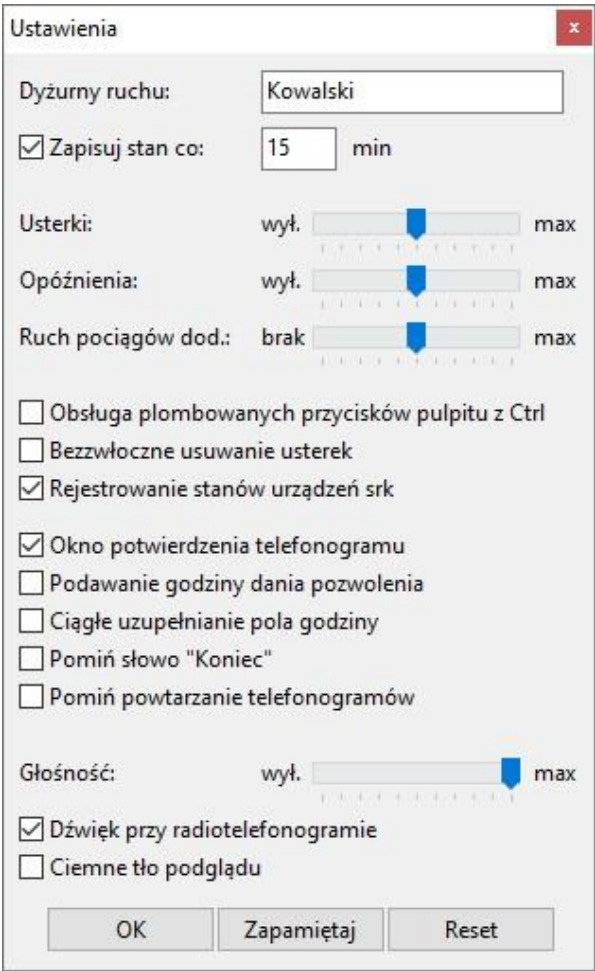 Ustawienia x
Dyżurny ruchu: Kowalski
Zapisuj stan co: 15 min
Usterki: wył. max
Opóźnienia: wył. max
Ruch pociągów dod.: brak max
Obsługa plombowanych przycisków pulpitu z Ctrl
Bezzwłoczne usuwanie usterek
Rejestrowanie stanów urządzeń srk
Okno potwierdzenia telefonogramu
Podawanie godziny dania pozwolenia
Ciągłe uzupełnianie pola godziny
Pomiń słowo "Koniec"
Pomiń powtarzanie telefonogramów
Głośność: wył. max
Dźwięk przy radiotelefonogramie
Ciemne tło podglądu
OK Zapamiętaj Reset